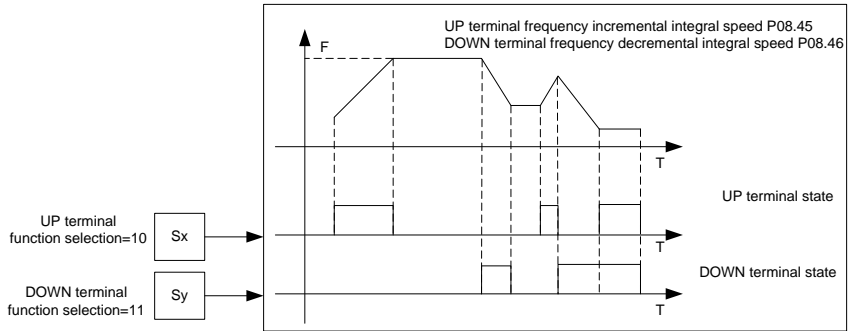 UP terminal frequency incremental integral speed P08.45
DOWN terminal frequency decremental integral speed P08.46
F
T
UP terminal state
UP terminal
function selection=10
Sx
T
DOWN terminal state
DOWN terminal
function selection=11
Sy
T